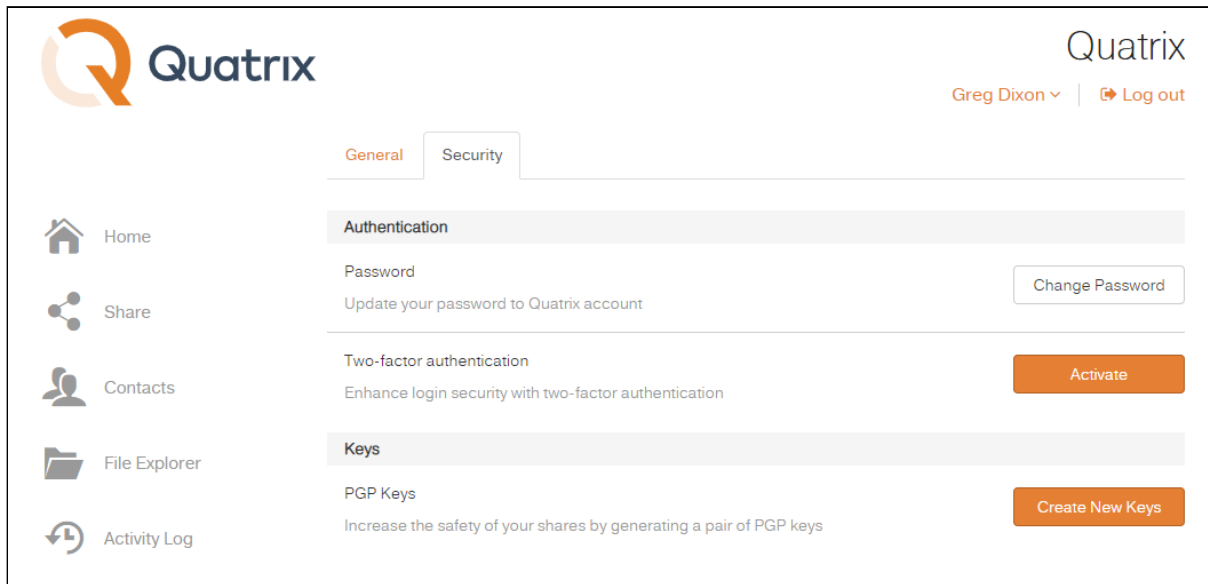 Quatrix
Quatrix
Greg Dixon
Log out
General
Security
Home
Share
Contacts
File Explorer
Activity Log
Authentication
Password
Update your password to Quatrix account
Change Password
Two-factor authentication
Enhance login security with two-factor authentication
Activate
Keys
PGP Keys
Increase the safety of your shares by generating a pair of PGP keys
Create New Keys